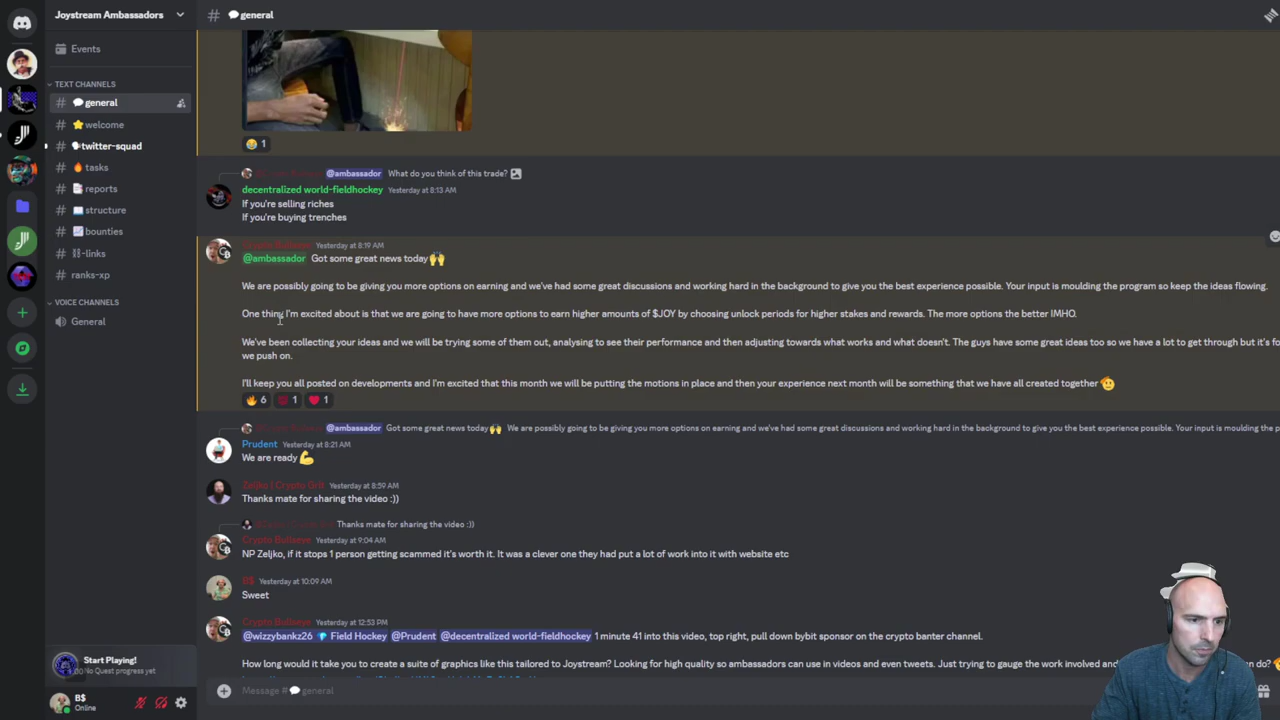 Joystream Ambassadors
# general
Events
TEXT CHANNELS
# general
# welcome
# twitter-squad
# tasks
# reports
# structure
# bounties
# -links
# ranks-xp
VOICE CHANNELS
General
😂 1
@ambassador What do you think of this trade?
decentralized world-fieldhockey Yesterday at 8:13 AM
If you're selling riches
If you're buying trenches
Crypto Bullseye Yesterday at 8:19 AM
@ambassador Got some great news today🙌
We are possibly going to be giving you more options on earning and we've had some great discussions and working hard in the background to give you the best experience possible. Your input is moulding the program so keep the ideas flowing.
One thing I'm excited about is that we are going to have more options to earn higher amounts of $JOY by choosing unlock periods for higher stakes and rewards. The more options the better IMHO.
We've been collecting your ideas and we will be trying some of them out, analysing to see their performance and then adjusting towards what works and what doesn't. The guys have some great ideas too so we have a lot to get through but it's fo
we push on.
I'll keep you all posted on developments and I'm excited that this month we will be putting the motions in place and then your experience next month will be something that we have all created together 🫡
🔥 6 💯 1 ❤️ 1
@ambassador Got some great news today🙌 We are possibly going to be giving you more options on earning and we've had some great discussions and working hard in the background to give you the best experience possible. Your input is moulding the pro
Prudent Yesterday at 8:21 AM
We are ready 💪
Zeljko | Crypto Grit Yesterday at 8:59 AM
Thanks mate for sharing the video :))
Thanks mate for sharing the video :))
Crypto Bullseye Yesterday at 9:04 AM
NP Zeljko, if it stops 1 person getting scammed it's worth it. It was a clever one they had put a lot of work into it with website etc
B$ Yesterday at 10:09 AM
Sweet
Crypto Bullseye Yesterday at 12:53 PM
@wizzybankz26 💎 Field Hockey @Prudent @decentralized world-fieldhockey 1 minute 41 into this video, top right, pull down bybit sponsor on the crypto banter channel.
How long would it take you to create a suite of graphics like this tailored to Joystream? Looking for high quality so ambassadors can use in videos and even tweets. Just trying to gauge the work involved and
n do?
Start Playing!
No Quest progress yet
B$
Online
Message # general